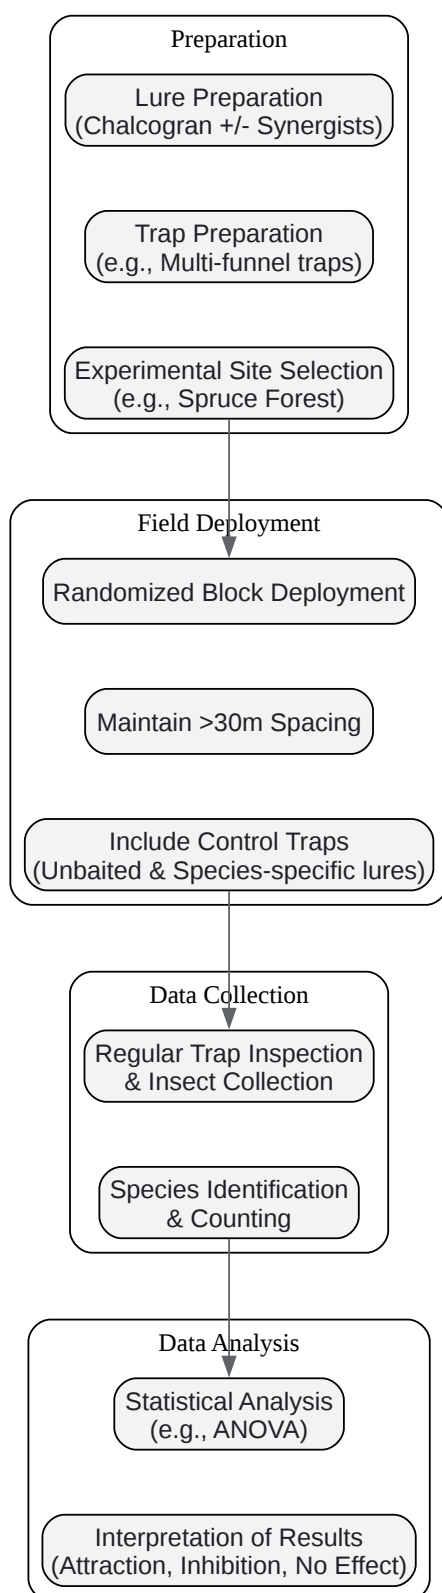 Preparation
Lure Preparation
(Chalcogran +/- Synergists)
Trap Preparation
(e.g., Multi-funnel traps)
Experimental Site Selection
(e.g., Spruce Forest)
Field Deployment
Randomized Block Deployment
Maintain >30m Spacing
Include Control Traps
(Unbaited & Species-specific lures)
Data Collection
Regular Trap Inspection
& Insect Collection
Species Identification
& Counting
Data Analysis
Statistical Analysis
(e.g., ANOVA)
Interpretation of Results
(Attraction, Inhibition, No Effect)